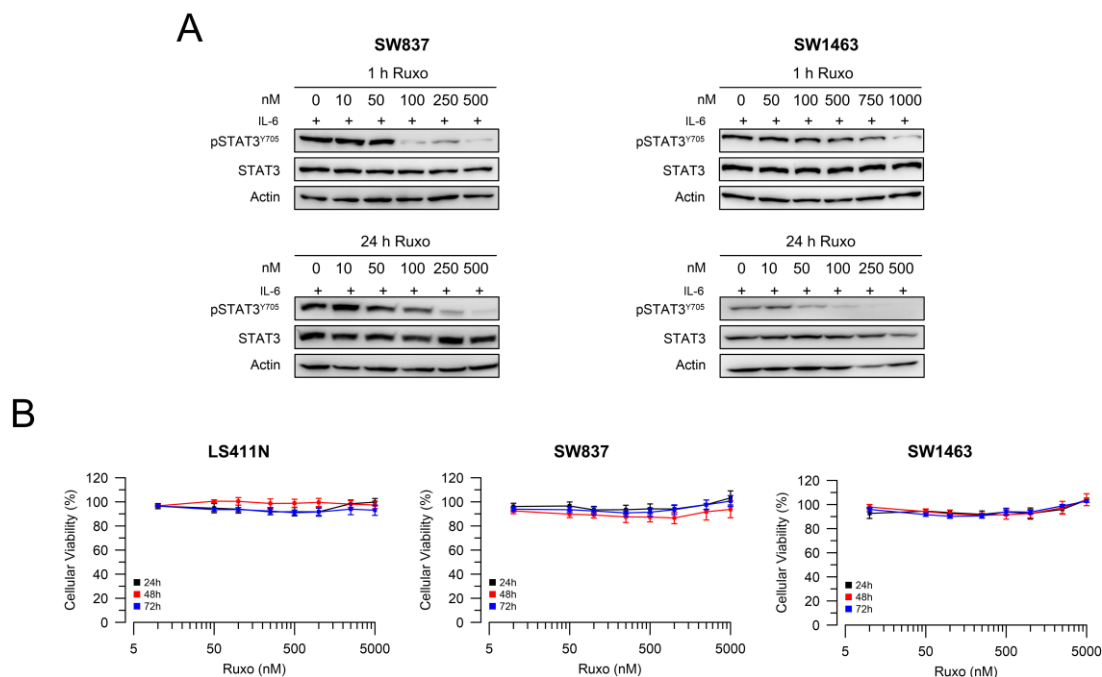 A
SW837
1 h Ruxo
nM 0 10 50 100 250 500
IL-6 + + + + + +
pSTAT3Y705
STAT3
Actin
24 h Ruxo
nM 0 10 50 100 250 500
IL-6 + + + + + +
pSTAT3Y705
STAT3
Actin
SW1463
1 h Ruxo
nM 0 50 100 500 750 1000
IL-6 + + + + + +
pSTAT3Y705
STAT3
Actin
24 h Ruxo
nM 0 10 50 100 250 500
IL-6 + + + + + +
pSTAT3Y705
STAT3
Actin
B
LS411N
Cellular Viability (%)
120
100
80
60
40
20
0
24h
48h
72h
5 50 500 5000
Ruxo (nM)
SW837
Cellular Viability (%)
120
100
80
60
40
20
0
24h
48h
72h
5 50 500 5000
Ruxo (nM)
SW1463
Cellular Viability (%)
120
100
80
60
40
20
0
24h
48h
72h
5 50 500 5000
Ruxo (nM)